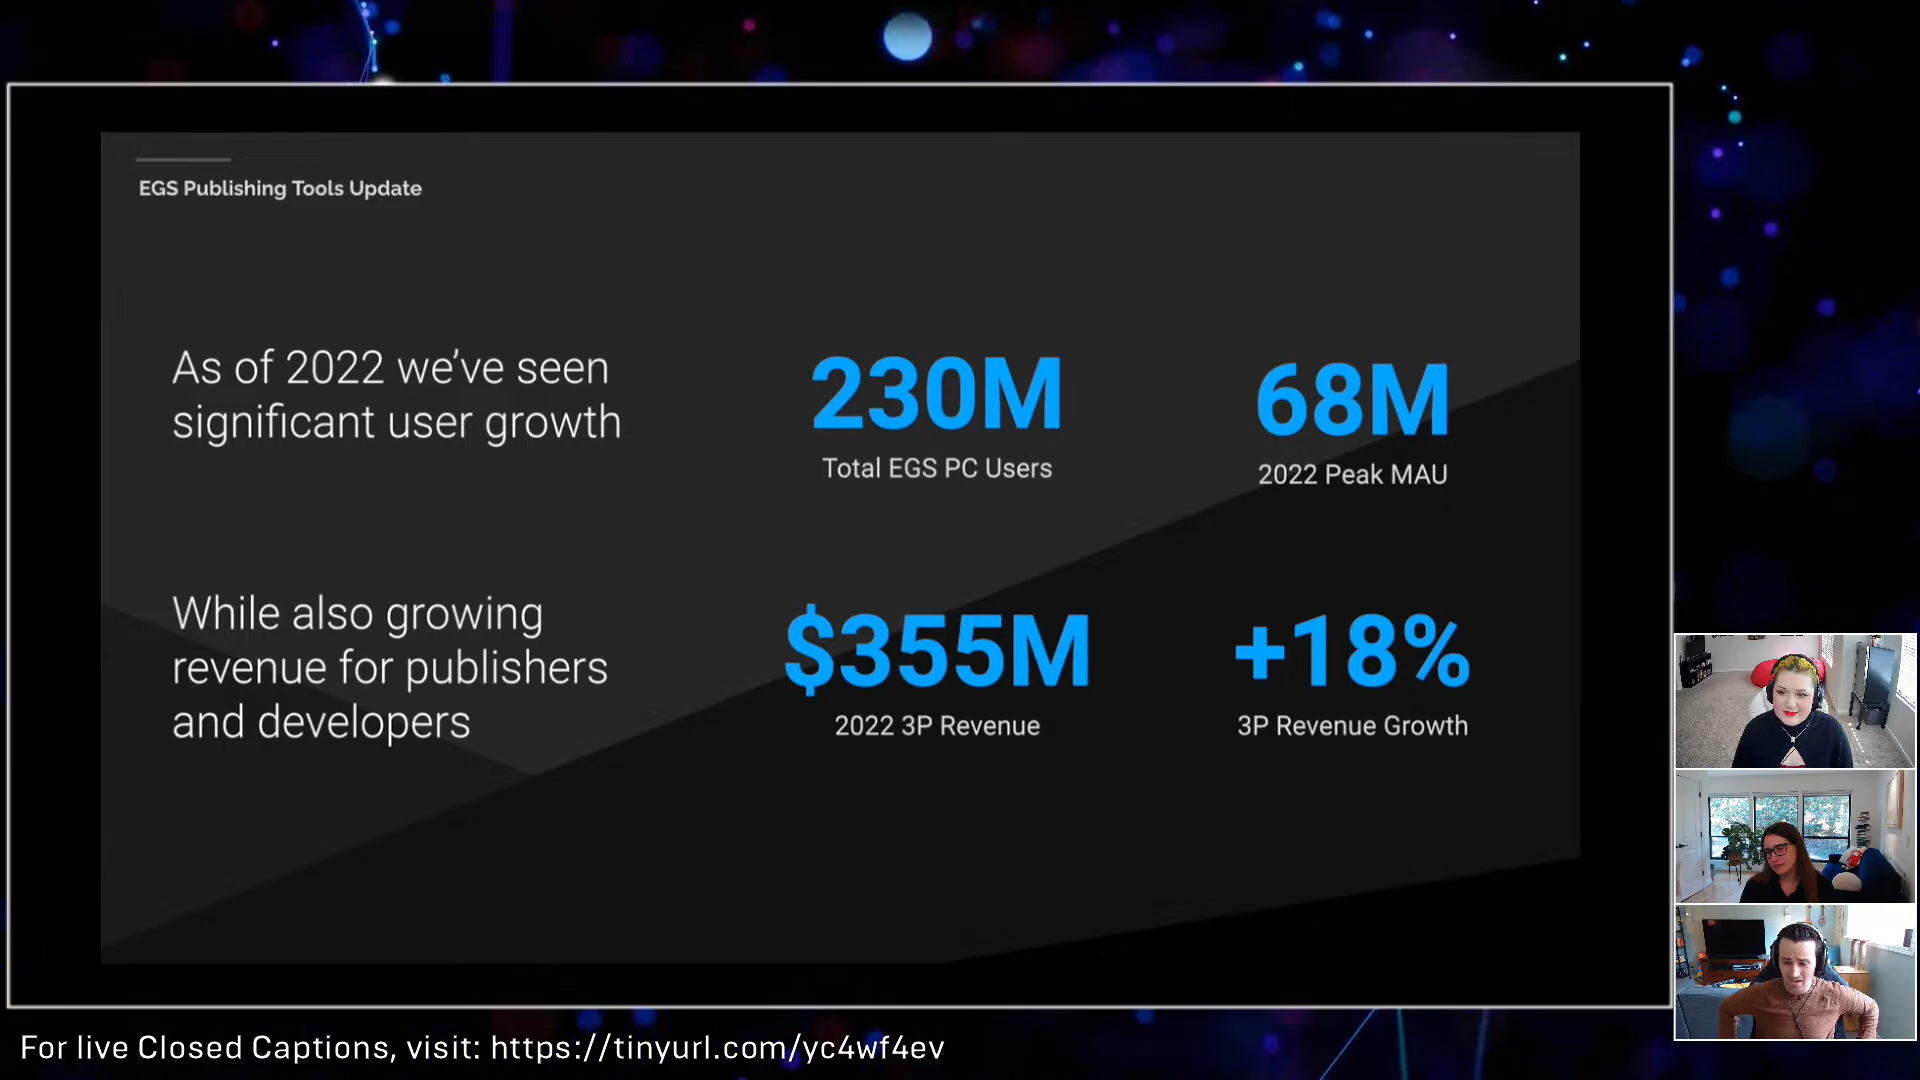 EGS Publishing Tools Update
As of 2022 we’ve seen
significant user growth
230M
Total EGS PC Users
68M
2022 Peak MAU
While also growing
revenue for publishers
and developers
$355M
2022 3P Revenue
+18%
3P Revenue Growth
For live Closed Captions, visit: https://tinyurl.com/yc4wf4ev